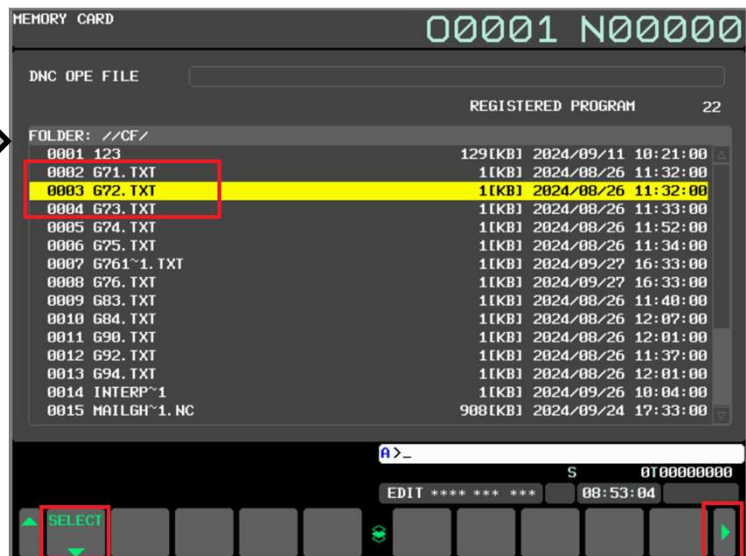 MEMORY CARD
O0001 N00000
DNC OPE FILE
REGISTERED PROGRAM 22
FOLDER: //CF/
0001 123 129[KB] 2024/09/11 10:21:00
0002 G71.TXT 1[KB] 2024/08/26 11:32:00
0003 G72.TXT 1[KB] 2024/08/26 11:32:00
0004 G73.TXT 1[KB] 2024/08/26 11:33:00
0005 G74.TXT 1[KB] 2024/08/26 11:52:00
0006 G75.TXT 1[KB] 2024/08/26 11:34:00
0007 G761~1.TXT 1[KB] 2024/09/27 16:33:00
0008 G76.TXT 1[KB] 2024/09/27 16:33:00
0009 G83.TXT 1[KB] 2024/08/26 11:40:00
0010 G84.TXT 1[KB] 2024/08/26 12:07:00
0011 G90.TXT 1[KB] 2024/08/26 12:01:00
0012 G92.TXT 1[KB] 2024/08/26 11:37:00
0013 G94.TXT 1[KB] 2024/08/26 12:01:00
0014 INTERP~1 1[KB] 2024/09/26 10:04:00
0015 MAILGH~1.NC 908[KB] 2024/09/24 17:33:00
A>_
S 0T00000000
EDIT **** *** *** 08:53:04
SELECT